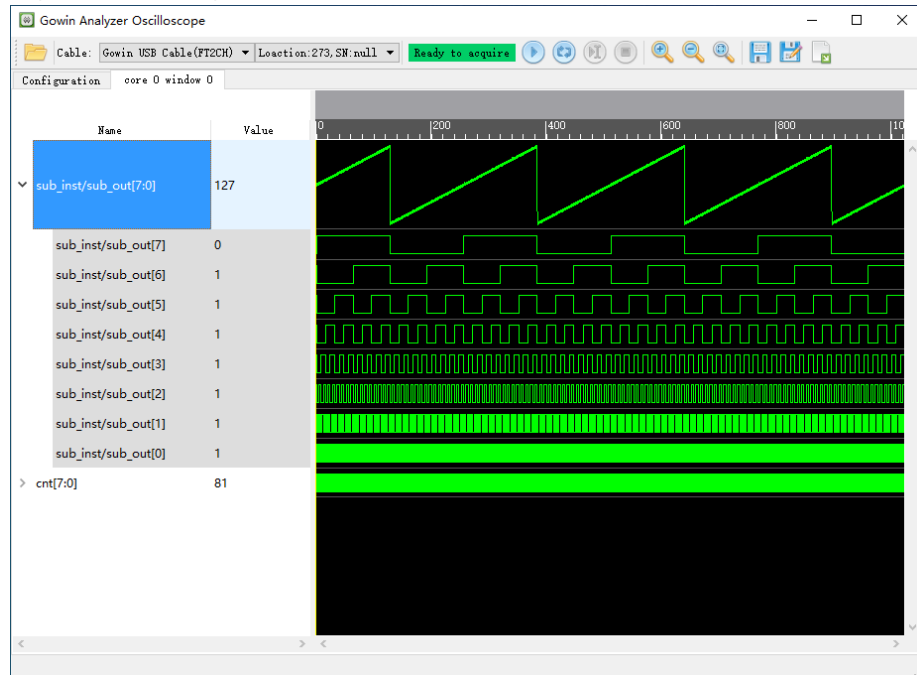 Gowin Analyzer Oscilloscope
Cable: Gowin USB Cable(FT2CH) Loaction:273,SN:null Ready to acquire
Configuration core 0 window 0
Name Value 0 200 400 600 800 10
sub_inst/sub_out[7:0] 127
sub_inst/sub_out[7] 0
sub_inst/sub_out[6] 1
sub_inst/sub_out[5] 1
sub_inst/sub_out[4] 1
sub_inst/sub_out[3] 1
sub_inst/sub_out[2] 1
sub_inst/sub_out[1] 1
sub_inst/sub_out[0] 1
cnt[7:0] 81